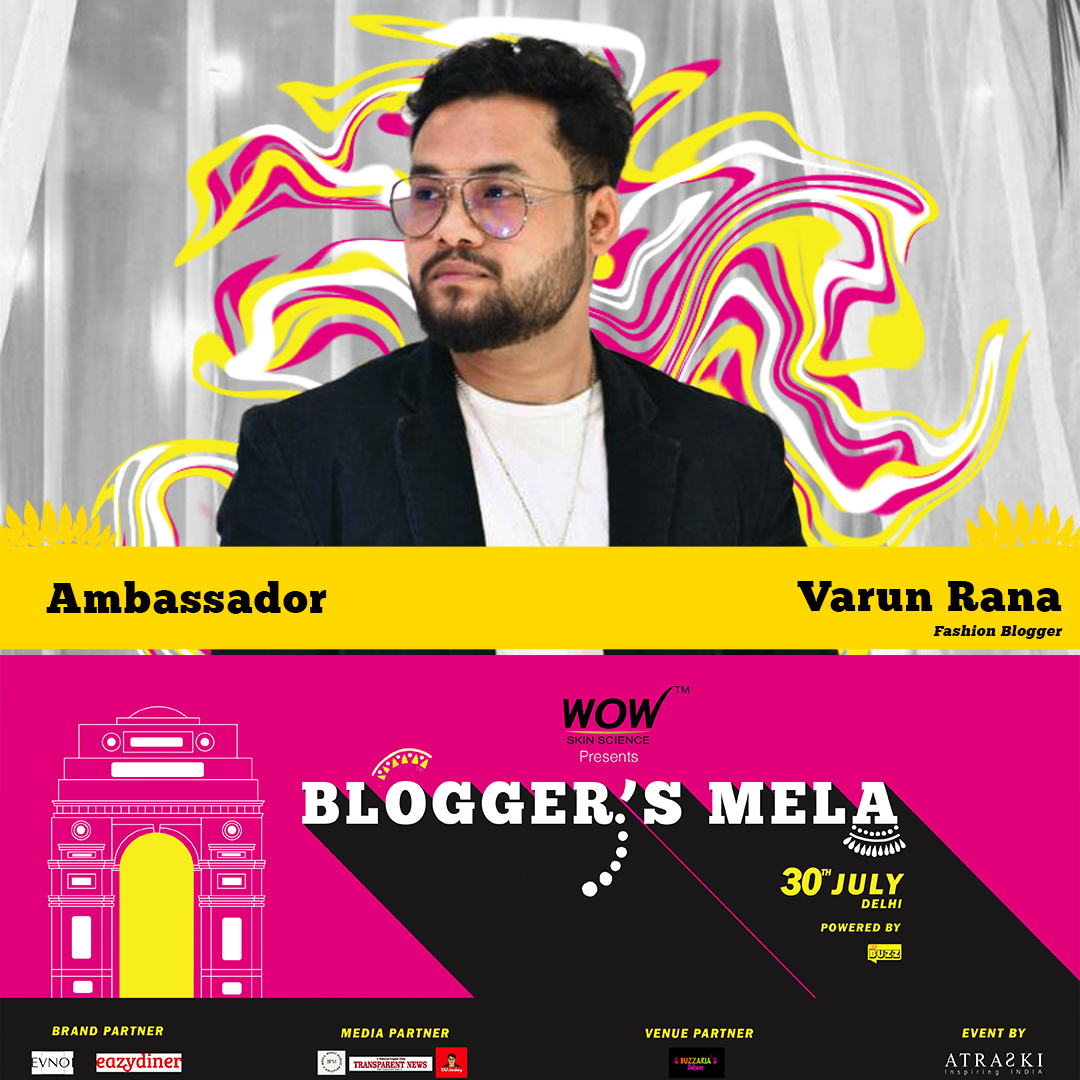 Ambassador
Varun Rana
Fashion Blogger
WOW™
SKIN SCIENCE
Presents
BLOGGER'S MELA
30TH JULY
DELHI
POWERED BY
BUZZ
BRAND PARTNER
MEDIA PARTNER
VENUE PARTNER
EVENT BY
EVNO
eazydiner
TRANSPARENT NEWS
BUZZARIA
ATRASKI
Inspiring INDIA